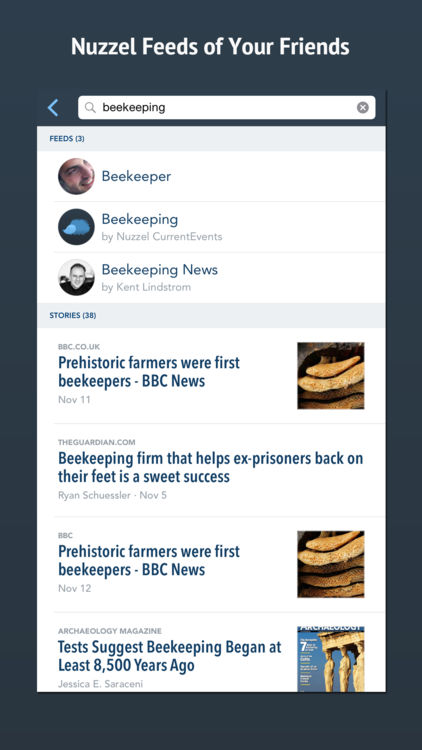 Nuzzel Feeds of Your Friends
beekeeping
FEEDS (3)
Beekeeper
Beekeeping
by Nuzzel CurrentEvents
Beekeeping News
by Kent Lindstrom
STORIES (38)
BBC.CO.UK
Prehistoric farmers were first
beekeepers - BBC News
Nov 11
THEGUARDIAN.COM
Beekeeping firm that helps ex-prisoners back on
their feet is a sweet success
Ryan Schuessler · Nov 5
BBC
Prehistoric farmers were first
beekeepers - BBC News
Nov 12
ARCHAEOLOGY MAGAZINE
Tests Suggest Beekeeping Began at
Least 8,500 Years Ago
Jessica E. Saraceni
ARCHAEOLOGY
7